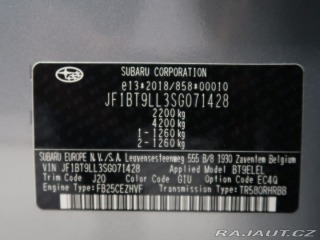 SUBARU CORPORATION
e13*2018/858*00010
JF1BT9LL3SG071428
2200 kg
4200 kg
1-1260 kg
2-1260 kg
SUBARU EUROPE N.V./S.A. Leuvensesteenweg 555 B/8 1930 Zaventem Belgium
VIN JF1BT9LL3SG071428 Applied BT9ELEL
Trim Code J20 Color Code G1U Option Code EC4Q
Engine Type: FB25CEZHVF Transmission Type: TR580RHRBB
RAJAUT.CZ